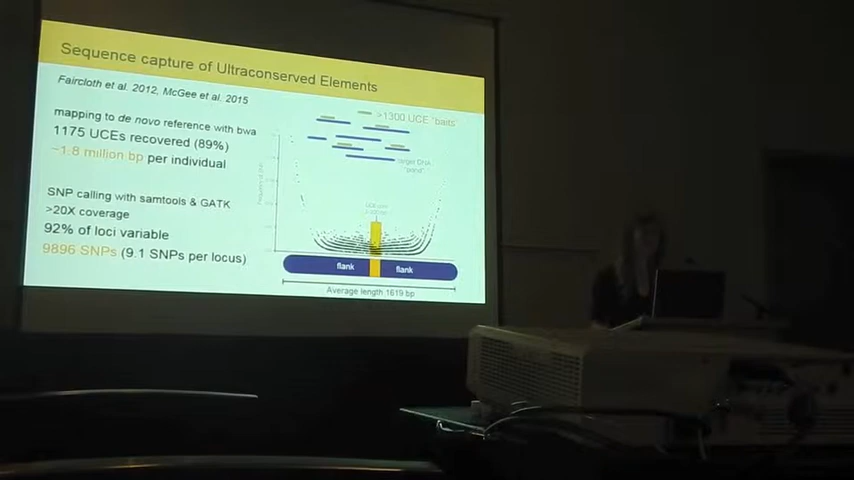 Sequence capture of Ultraconserved Elements
Faircloth et al. 2012, McGee et al. 2015
mapping to de novo reference with bwa
1175 UCEs recovered (89%)
~1.8 million bp per individual
SNP calling with samtools & GATK
>20X coverage
92% of loci variable
9896 SNPs (9.1 SNPs per locus)
>1300 UCE "baits"
target DNA
"pond"
flank
flank
Average length 1619 bp